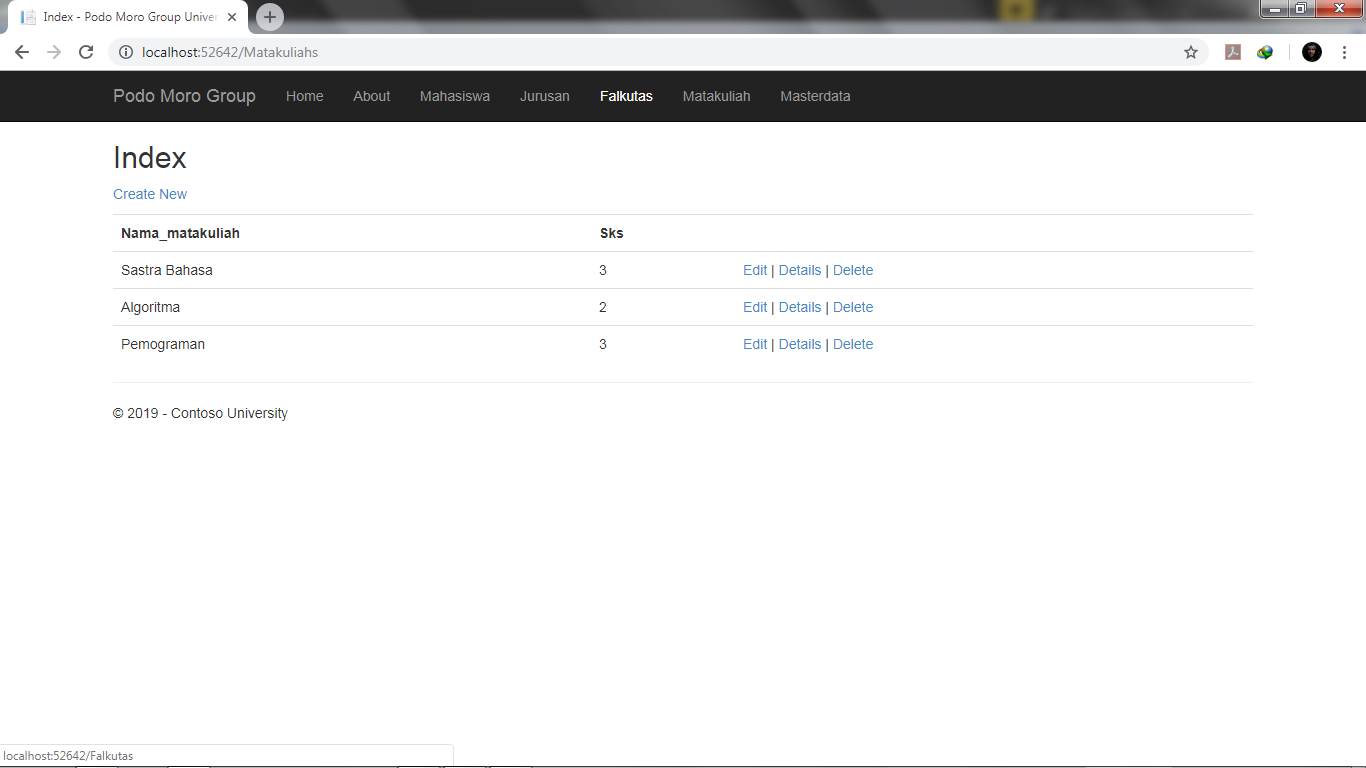 Index - Podo Moro Group Univer
localhost:52642/Matakuliahs
Podo Moro Group Home About Mahasiswa Jurusan Falkutas Matakuliah Masterdata
Index
Create New
Nama_matakuliah Sks
Sastra Bahasa 3 Edit | Details | Delete
Algoritma 2 Edit | Details | Delete
Pemograman 3 Edit | Details | Delete
© 2019 - Contoso University
localhost:52642/Falkutas